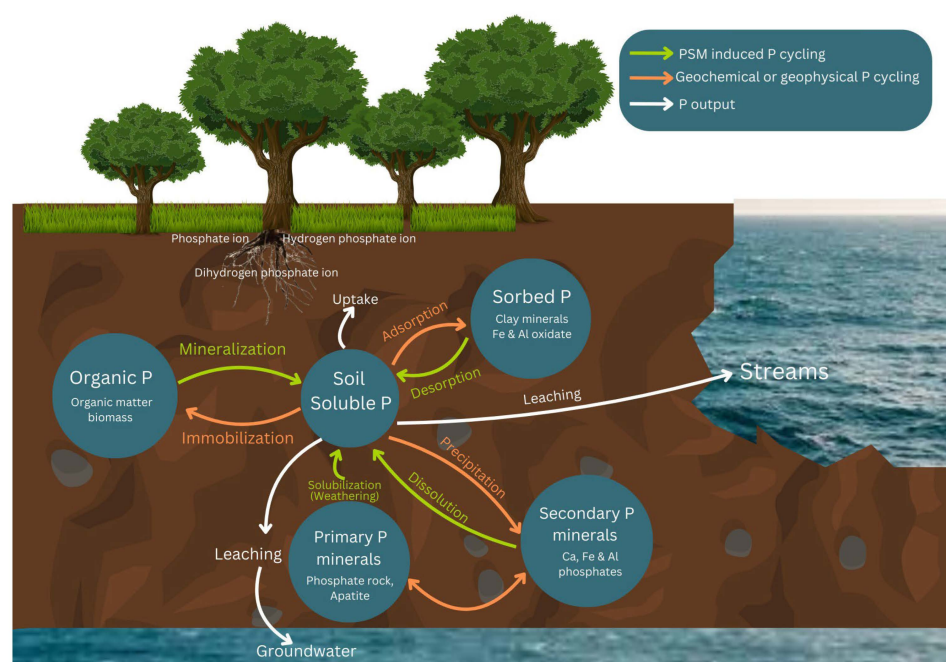 PSM induced P cycling
Geochemical or geophysical P cycling
P output
Phosphate ion
Hydrogen phosphate ion
Dihydrogen phosphate ion
Uptake
Adsorption
Sorbed P
Clay minerals
Fe & Al oxidate
Desorption
Mineralization
Organic P
Organic matter
biomass
Immobilization
Soil
Soluble P
Leaching
Streams
Precipitation
Dissolution
Solubilization
(Weathering)
Primary P
minerals
Phosphate rock,
Apatite
Secondary P
minerals
Ca, Fe & Al
phosphates
Leaching
Groundwater